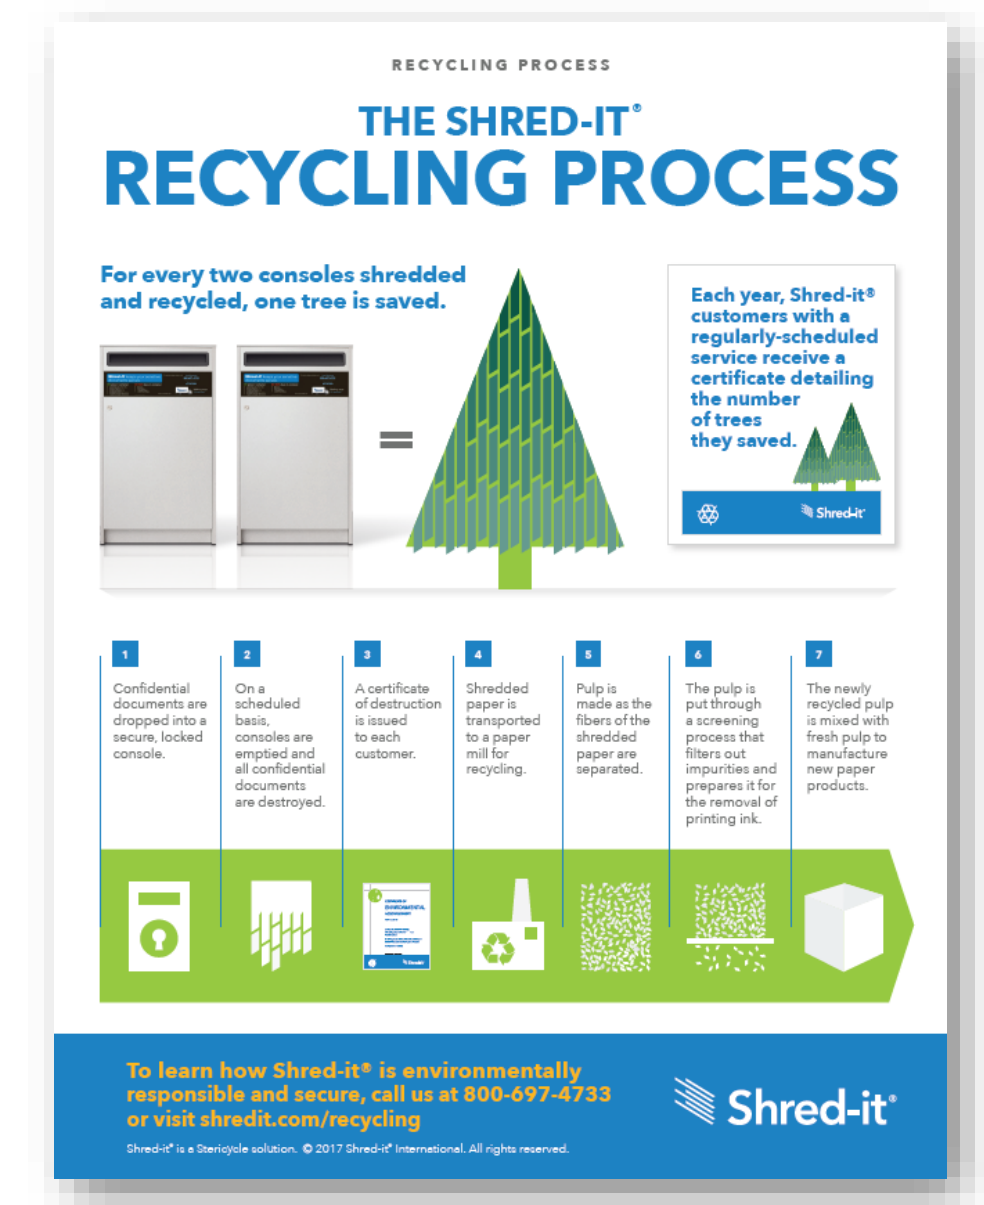 RECYCLING PROCESS
THE SHRED-IT®
RECYCLING PROCESS
For every two consoles shredded
and recycled, one tree is saved.
Each year, Shred-it®
customers with a
regularly-scheduled
service receive a
certificate detailing
the number
of trees
they saved.
Shred-it®
1
Confidential
documents are
dropped into a
secure, locked
console.
2
On a
scheduled
basis,
consoles are
emptied and
all confidential
documents
are destroyed.
3
A certificate
of destruction
is issued
to each
customer.
4
Shredded
paper is
transported
to a paper
mill for
recycling.
5
Pulp is
made as the
fibers of the
shredded
paper are
separated.
6
The pulp is
put through
a screening
process that
filters out
impurities and
prepares it for
the removal of
printing ink.
7
The newly
recycled pulp
is mixed with
fresh pulp to
manufacture
new paper
products.
ENVIRONMENTAL
Shred-it
To learn how Shred-it® is environmentally
responsible and secure, call us at 800-697-4733
or visit shredit.com/recycling
Shred-it®
Shred-it® is a Stericycle solution. © 2017 Shred-it® International. All rights reserved.